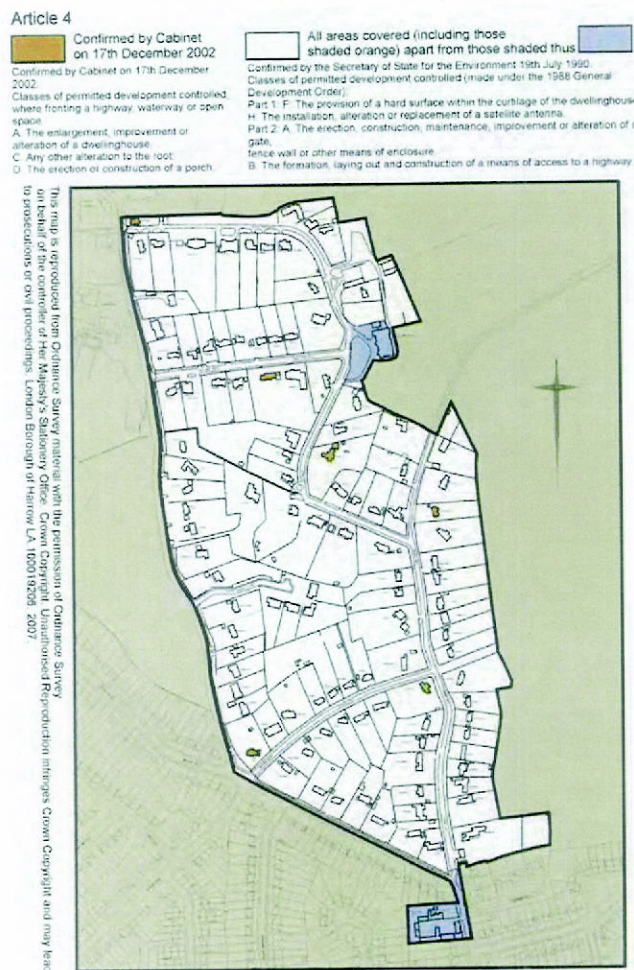 Article 4
Confirmed by Cabinet
on 17th December 2002
Confirmed by Cabinet on 17th December
2002.
Classes of permitted development controlled,
where fronting a highway, waterway or open
space.
A. The enlargement, improvement or
alteration of a dwellinghouse.
C. Any other alteration to the roof.
D. The erection or construction of a porch.
All areas covered (including those
shaded orange) apart from those shaded thus
Confirmed by the Secretary of State for the Environment 19th July 1990.
Classes of permitted development controlled (made under the 1988 General
Development Order):
Part 1: F. The provision of a hard surface within the curtilage of the dwellinghouse
H. The installation, alteration or replacement of a satellite antenna.
Part 2: A. The erection, construction, maintenance, improvement or alteration of a
gate,
fence wall or other means of enclosure.
B. The formation, laying out and construction of a means of access to a highway.
This map is reproduced from Ordnance Survey material with the permission of Ordnance Survey
on behalf of the controller of Her Majesty's Stationery Office. Crown Copyright. Unauthorised Reproduction infringes Crown Copyright and may lead
to prosecutions or civil proceedings. London Borough of Harrow LA.100019206. 2007.